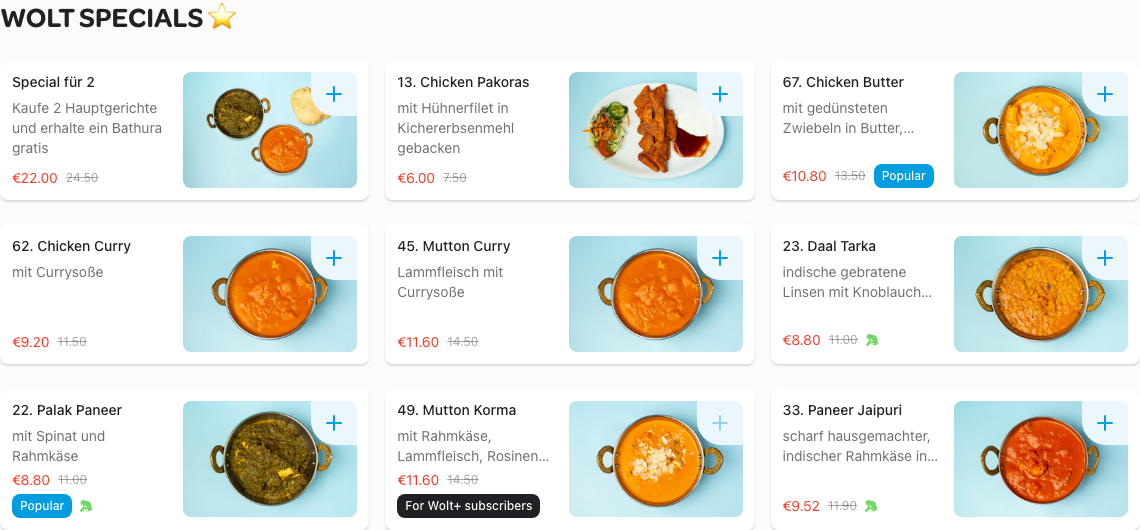 WOLT SPECIALS ⭐
Special für 2
Kaufe 2 Hauptgerichte
und erhalte ein Bathura
gratis
€22.00 24.50
13. Chicken Pakoras
mit Hühnerfilet in
Kichererbsenmehl
gebacken
€6.00 7.50
67. Chicken Butter
mit gedünsteten
Zwiebeln in Butter,...
€10.80 13.50 Popular
62. Chicken Curry
mit Currysoße
€9.20 11.50
45. Mutton Curry
Lammfleisch mit
Currysoße
€11.60 14.50
23. Daal Tarka
indische gebratene
Linsen mit Knoblauch...
€8.80 11.00
22. Palak Paneer
mit Spinat und
Rahmkäse
€8.80 11.00
Popular
49. Mutton Korma
mit Rahmkäse,
Lammfleisch, Rosinen...
€11.60 14.50
For Wolt+ subscribers
33. Paneer Jaipuri
scharf hausgemachter,
indischer Rahmkäse in...
€9.52 11.90